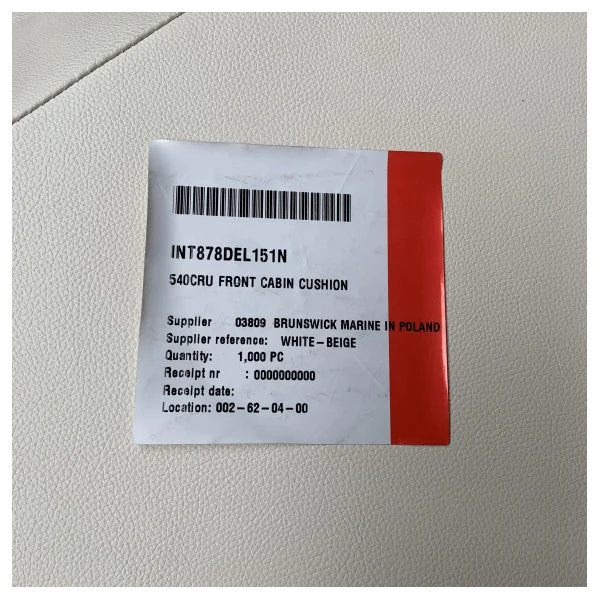 INT878DEL151N
540CRU FRONT CABIN CUSHION
Supplier 03809 BRUNSWICK MARINE IN POLAND
Supplier reference: WHITE-BEIGE
Quantity: 1,000 PC
Receipt nr : 0000000000
Receipt date:
Location: 002-62-04-00